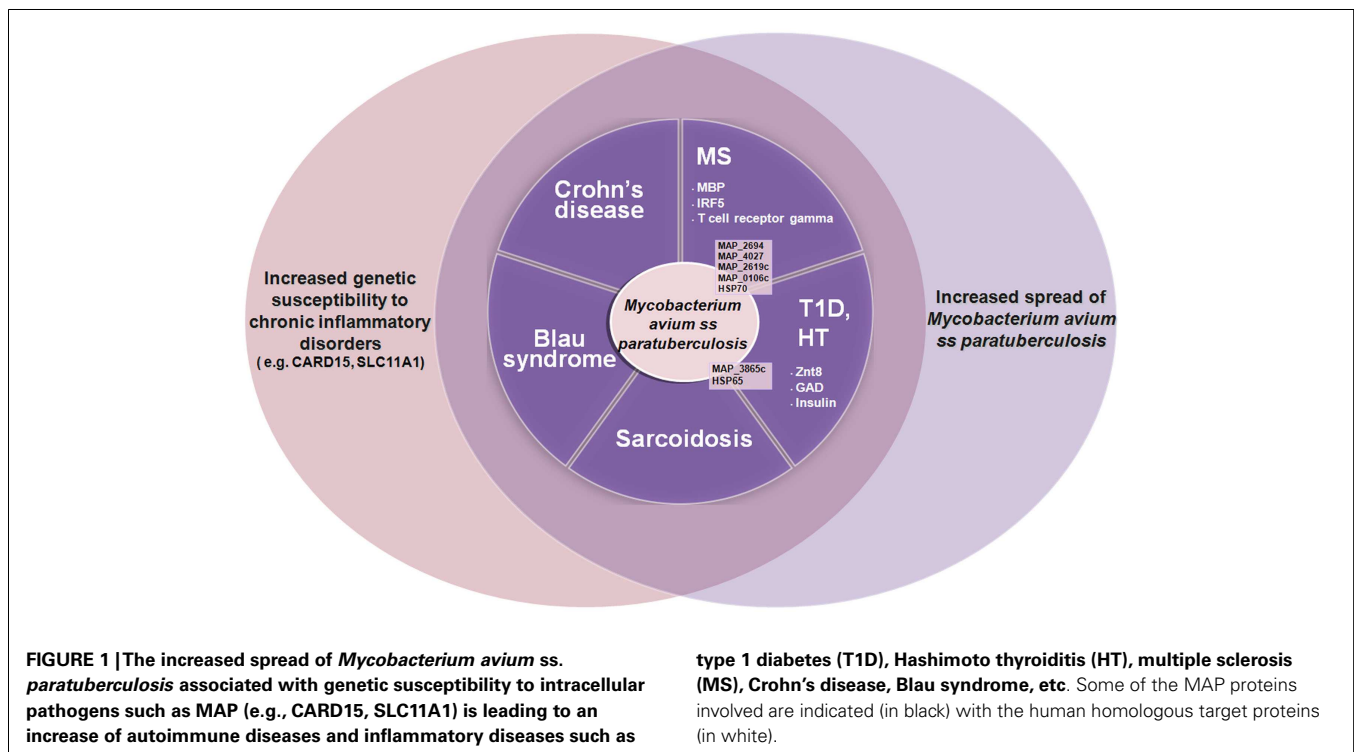 Increased genetic
susceptibility to
chronic inflammatory
disorders
( e.g. CARD15, SLC11A1)
Crohn's
disease
MS
· MBP
· IRF5
· T cell receptor gamma
MAP_2694
MAP_4027
MAP_2619c
MAP_0106c
HSP70
Mycobacterium
avium ss
paratuberculosis
Blau
syndrome
T1D,
HT
· Znt8
· GAD
· Insulin
MAP_3865c
HSP65
Sarcoidosis
Increased spread of
Mycobacterium avium
ss paratuberculosis
FIGURE 1 | The increased spread of Mycobacterium avium ss.
paratuberculosis associated with genetic susceptibility to intracellular
pathogens such as MAP (e.g., CARD15, SLC11A1) is leading to an
increase of autoimmune diseases and inflammatory diseases such as
type 1 diabetes (T1D), Hashimoto thyroiditis (HT), multiple sclerosis
(MS), Crohn's disease, Blau syndrome, etc. Some of the MAP proteins
involved are indicated (in black) with the human homologous target proteins
(in white).